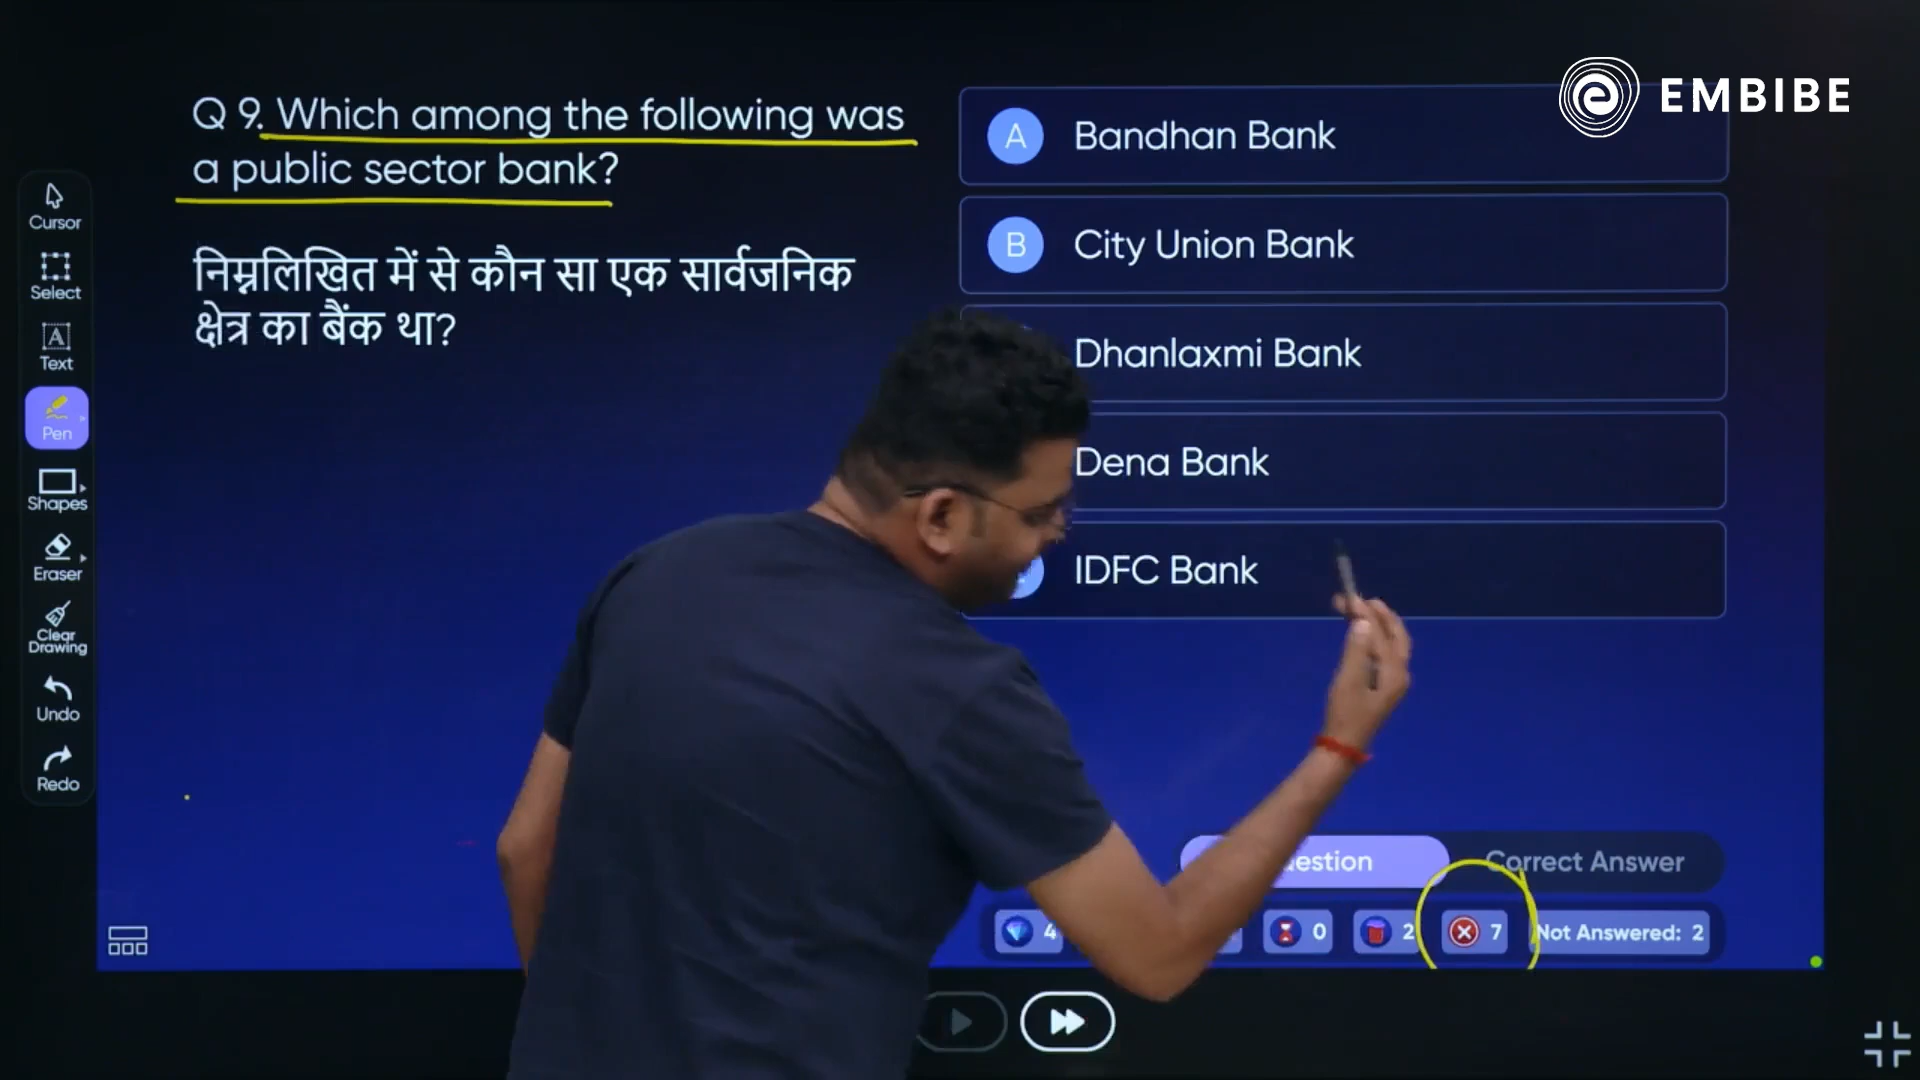 EMBIBE
Q 9. Which among the following was
a public sector bank?
निम्नलिखित में से कौन सा एक सार्वजनिक
क्षेत्र का बैंक था?
A Bandhan Bank
B City Union Bank
Dhanlaxmi Bank
Dena Bank
IDFC Bank
Cursor
Select
Text
Pen
Shapes
Eraser
Clear
Drawing
Undo
Redo
Correct Answer
4
0
2
7
Not Answered: 2